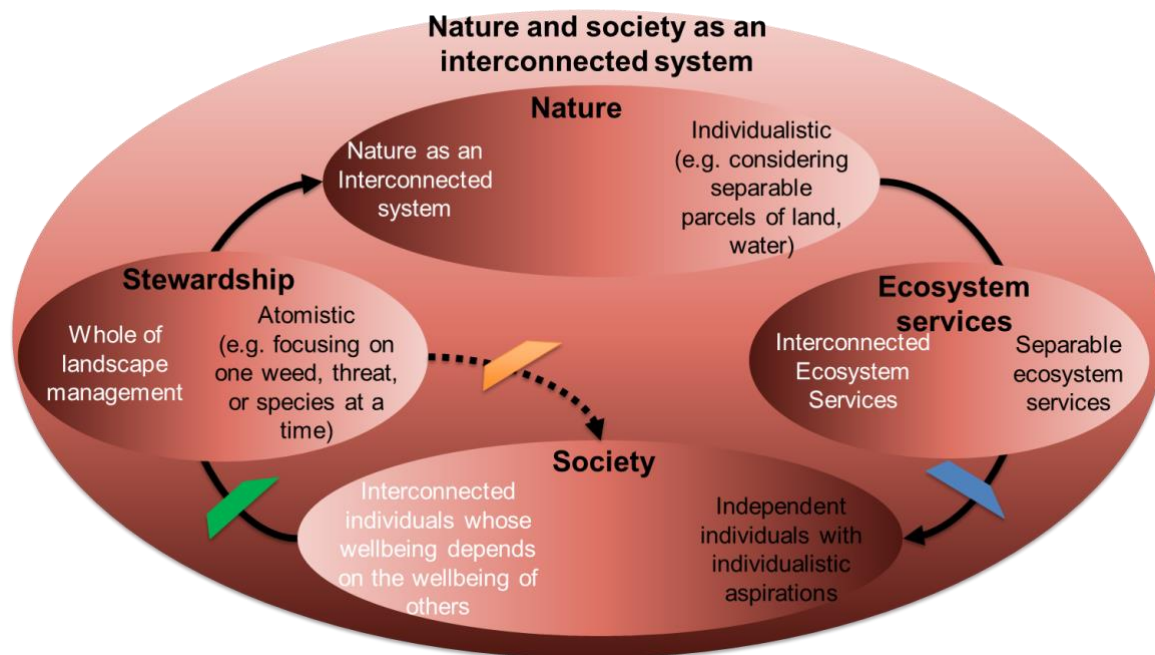 Nature and society as an
interconnected system
Nature
Nature as an
Interconnected
system
Individualistic
(e.g. considering
separable
parcels of land,
water)
Stewardship
Whole of
landscape
management
Atomistic
(e.g. focusing on
one weed, threat,
or species at a
time)
Ecosystem
services
Interconnected
Ecosystem
Services
Separable
ecosystem
services
Society
Interconnected
individuals whose
wellbeing depends
on the wellbeing of
others
Independent
individuals with
individualistic
aspirations